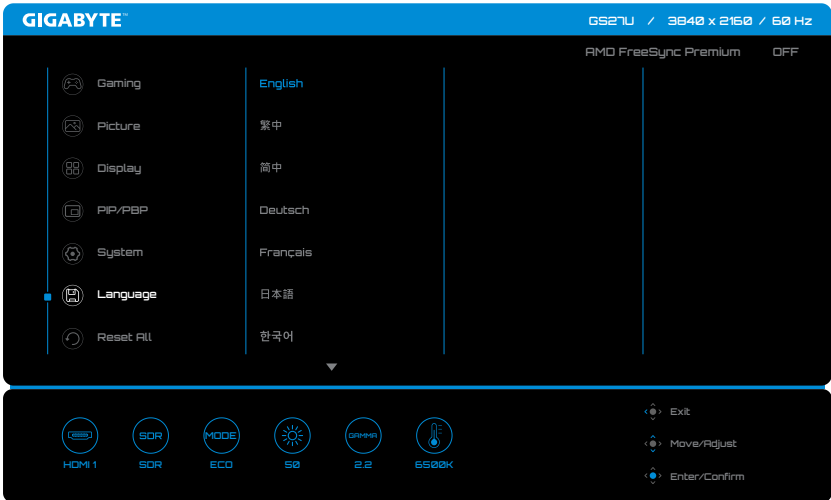 GIGABYTE™ GS27U / 3840 x 2160 / 60 Hz
AMD FreeSync Premium OFF
Gaming English
Picture 繁中
Display 简中
PIP/PBP Deutsch
System Français
Language 日本語
Reset All 한국어
Exit
SDR MODE GAMMA
Move/Adjust
HDMI 1 SDR ECO 50 2.2 6500K
Enter/Confirm